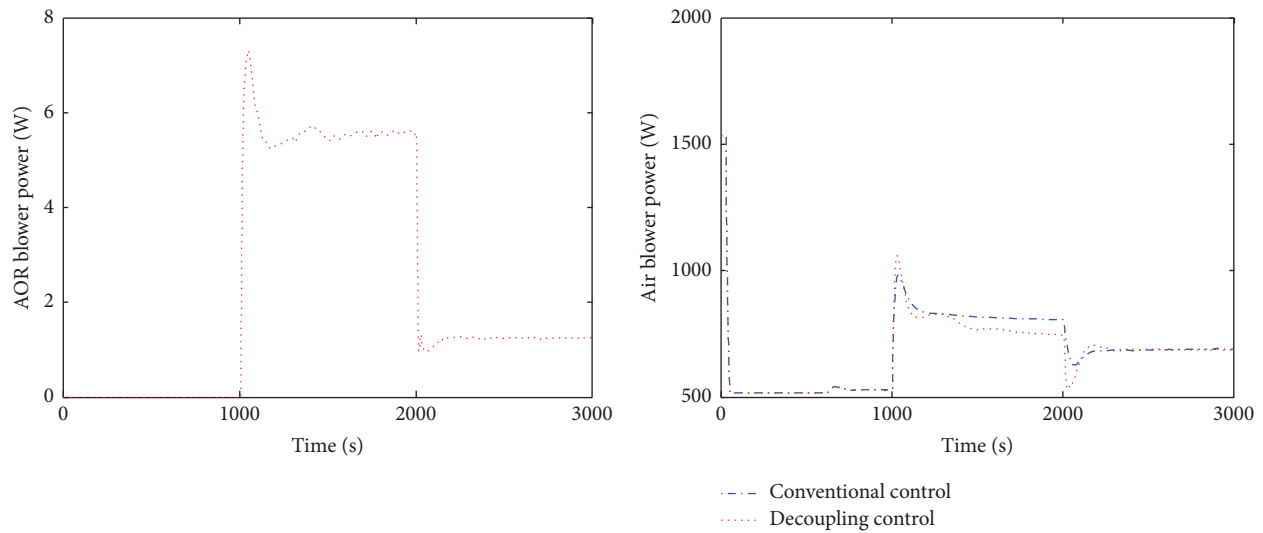 8
6
4
2
0
AOR blower power (W)
0
1000
2000
3000
Time (s)
2000
1500
1000
500
Air blower power (W)
0
1000
2000
3000
Time (s)
Conventional control
Decoupling control